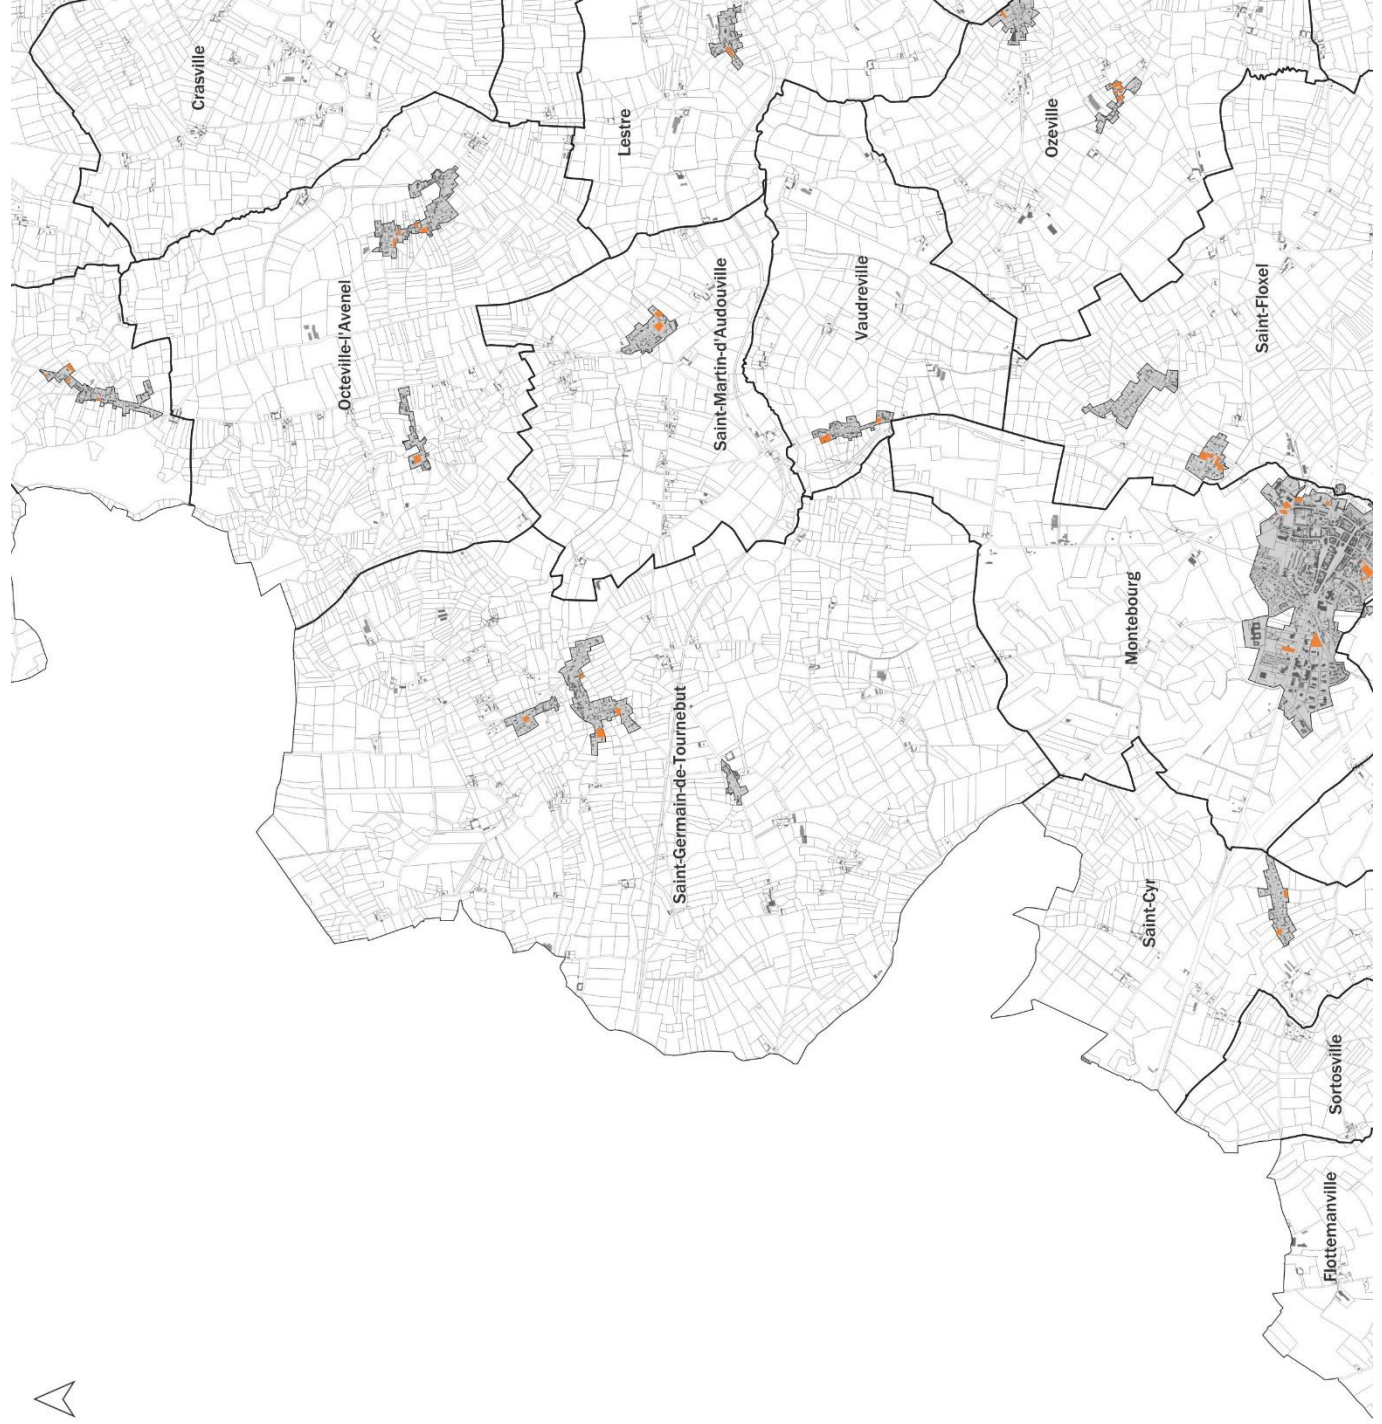 Crasville
Lestre
Ozeville
Octeville-l'Avenel
Saint-Martin-d'Audouville
Vaudreville
Saint-Floxel
Saint-Germain-de-Tournebut
Montebourg
Saint-Cyr
Sortosville
Flottemanville